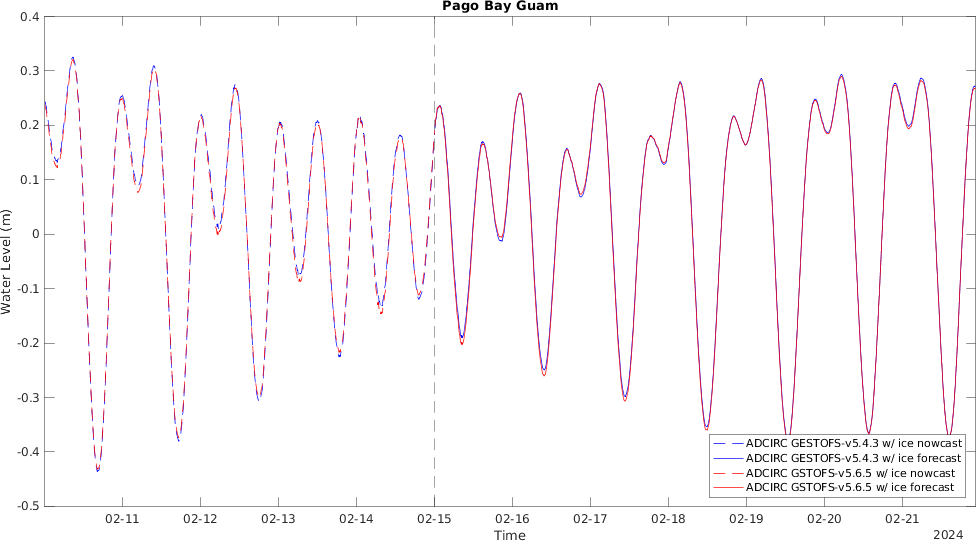 Pago Bay Guam
0.4
0.3
0.2
0.1
0
-0.1
-0.2
-0.3
-0.4
-0.5
Water Level (m)
ADCIRC GESTOFS-v5.4.3 w/ ice nowcast
ADCIRC GESTOFS-v5.4.3 w/ ice forecast
ADCIRC GSTOFS-v5.6.5 w/ ice nowcast
ADCIRC GSTOFS-v5.6.5 w/ ice forecast
02-11 02-12 02-13 02-14 02-15 02-16 02-17 02-18 02-19 02-20 02-21
Time
2024